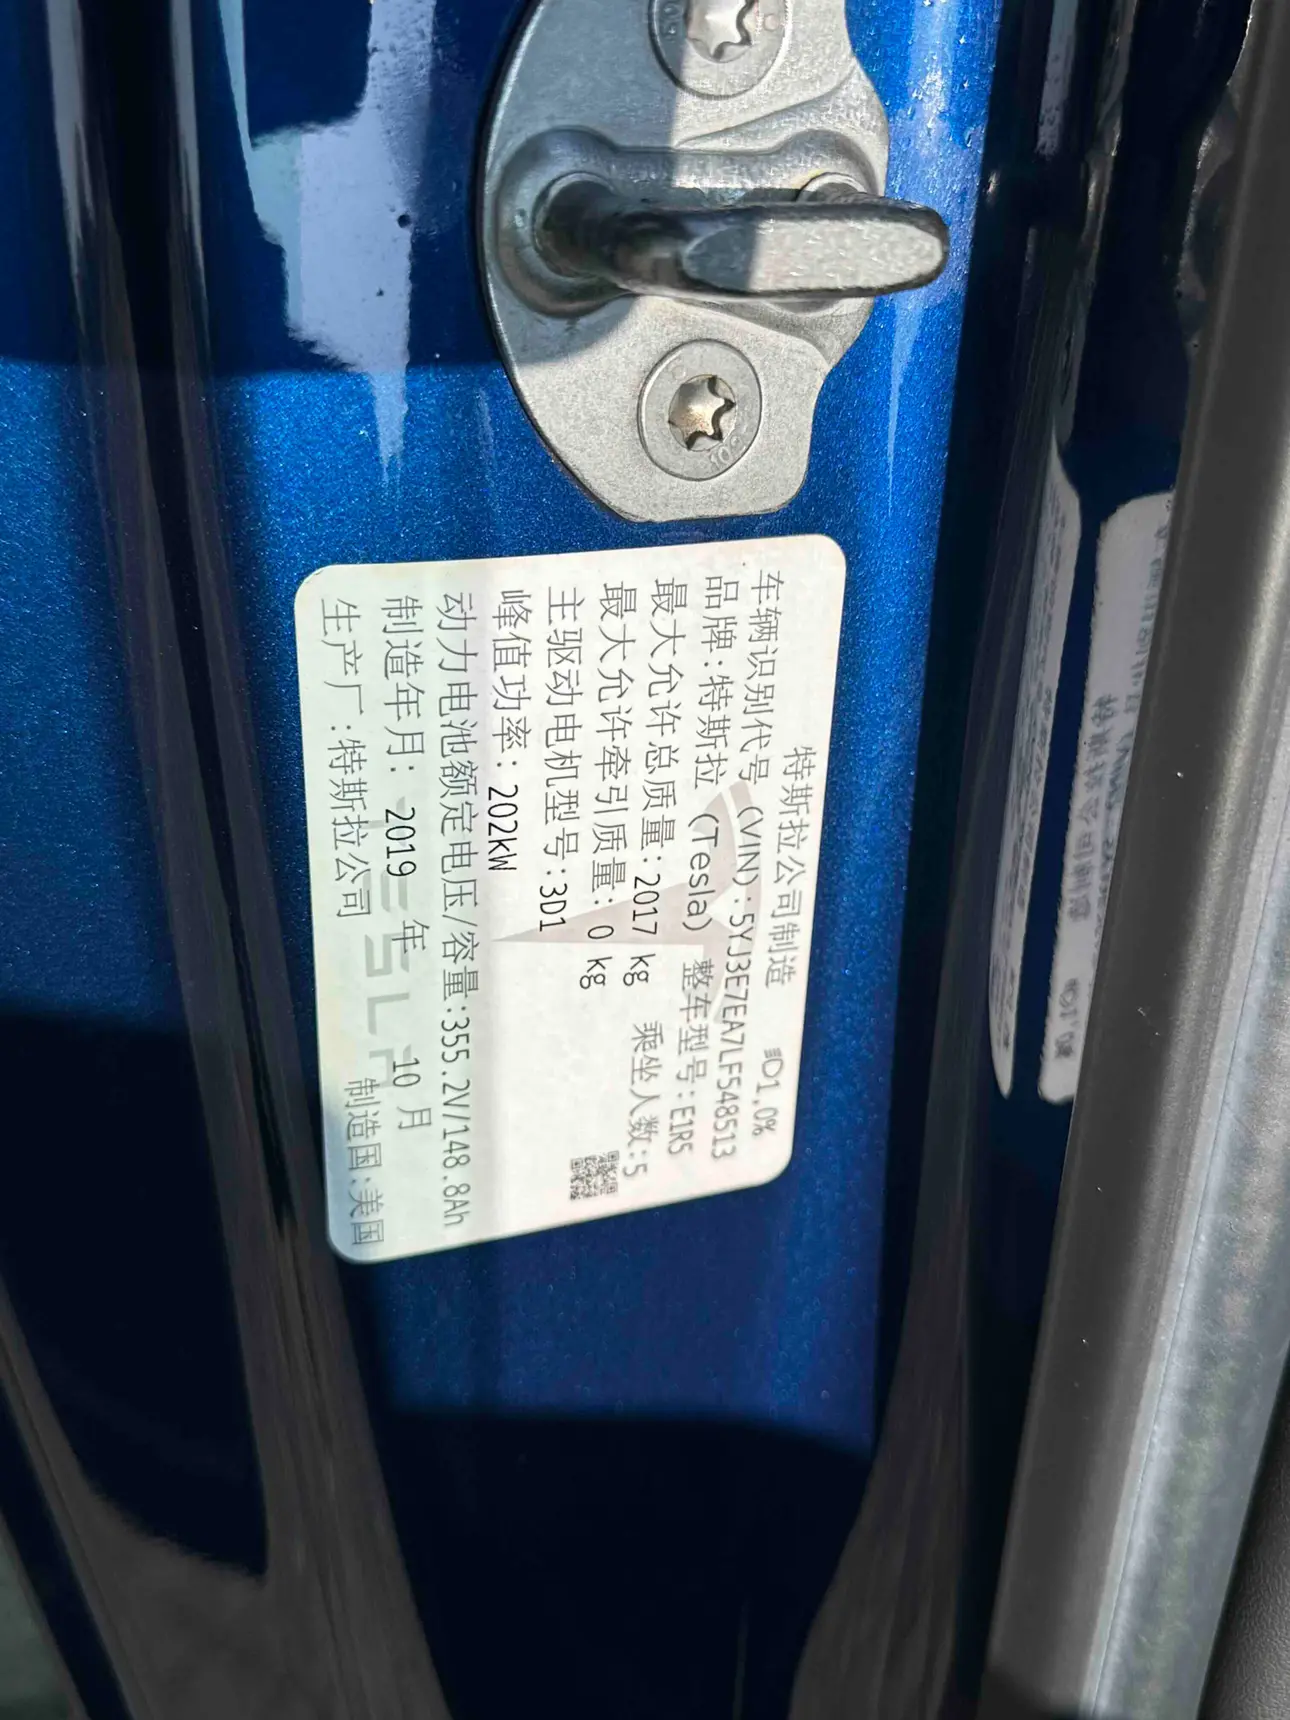 特斯拉公司制造
1.0%
车辆识别代号（VIN）:5YJ3E7EA7LF548513
品牌:特斯拉（Tesla） 整车型号:E1R5
最大允许总质量:2017 kg 乘坐人数:5
最大允许牵引质量: 0 kg
主驱动电机型号:3D1
峰值功率:202kW
动力电池额定电压/容量:355.2V/148.8Ah
制造年月: 2019 年 10 月
生产厂:特斯拉公司 制造国:美国